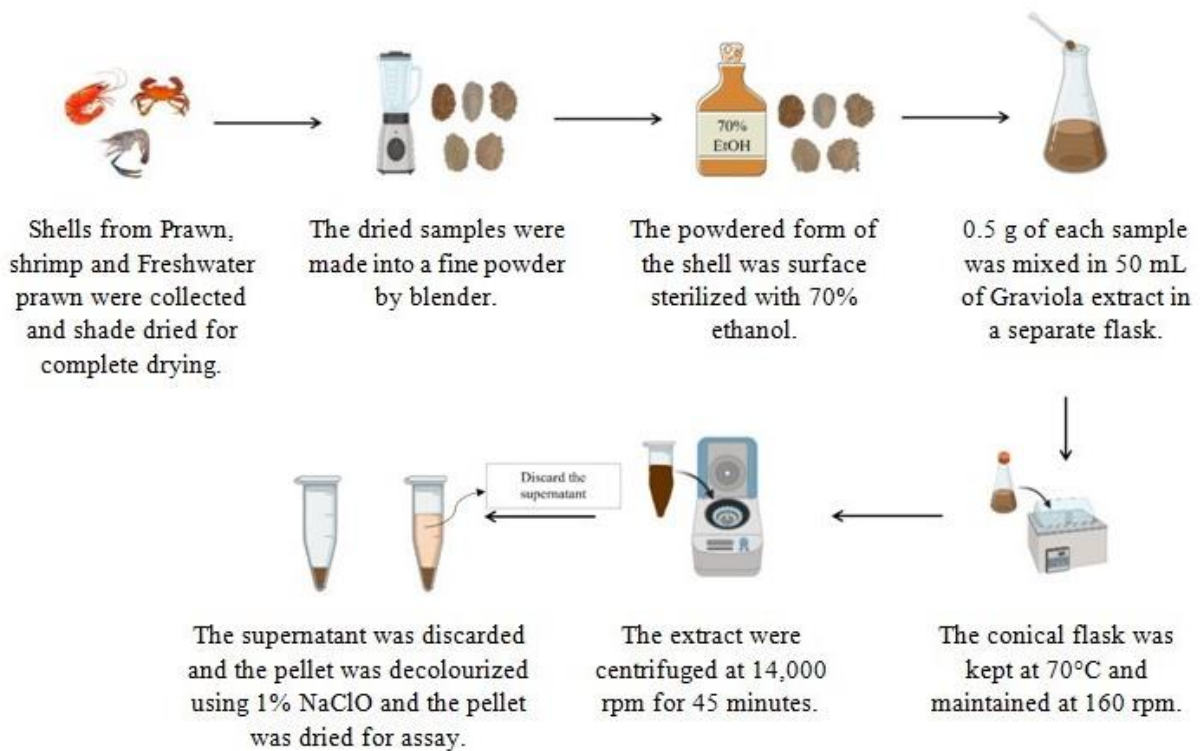 70%
EtOH
Shells from Prawn,
shrimp and Freshwater
prawn were collected
and shade dried for
complete drying.
The dried samples were
made into a fine powder
by blender.
The powdered form of
the shell was surface
sterilized with 70%
ethanol.
0.5 g of each sample
was mixed in 50 mL
of Graviola extract in
a separate flask.
Discard the
supernatant
The conical flask was
kept at 70°C and
maintained at 160 rpm.
The extract were
centrifuged at 14,000
rpm for 45 minutes.
The supernatant was discarded
and the pellet was decolourized
using 1% NaClO and the pellet
was dried for assay.